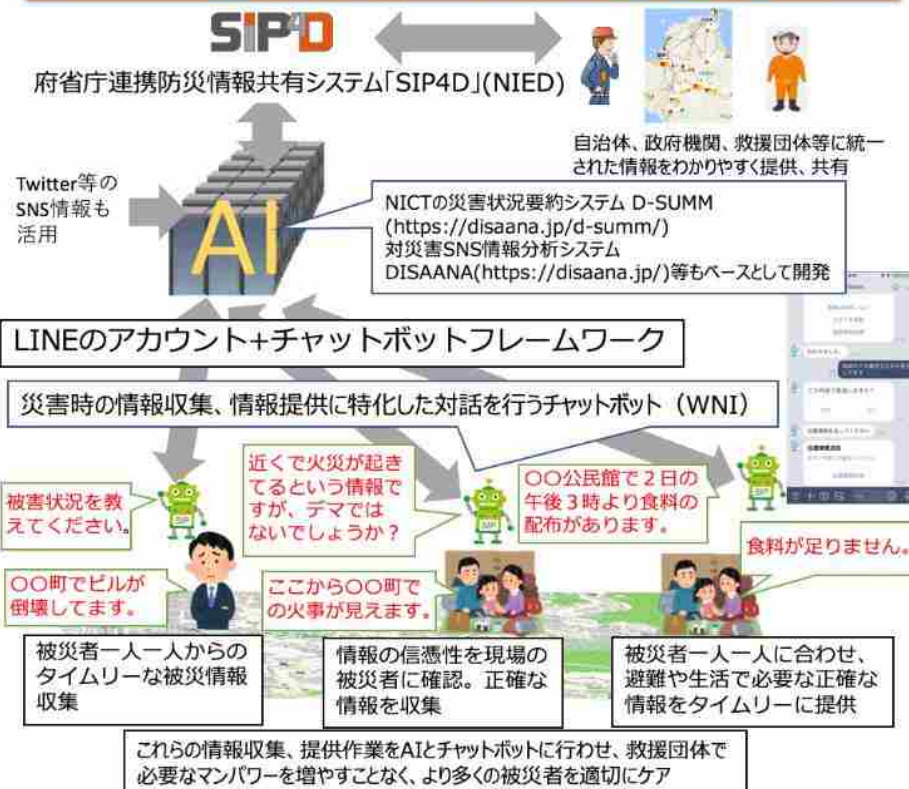 SIP4D
府省庁連携防災情報共有システム「SIP4D」(NIED)
自治体、政府機関、救援団体等に統一
された情報をわかりやすく提供、共有
Twitter等の
SNS情報も
活用
AI
NICTの災害状況要約システム D-SUMM
(https://disaana.jp/d-summ/)
対災害SNS情報分析システム
DISAANA(https://disaana.jp/)等もベースとして開発
LINEのアカウント+チャットボットフレームワーク
災害時の情報収集、情報提供に特化した対話を行うチャットボット（WNI）
被害状況を教
えてください。
SIP
近くで火災が起き
てるという情報で
すが、デマでは
ないでしょうか？
SIP
〇〇公民館で２日の
午後３時より食料の
配布があります。
SIP
〇〇町でビルが
倒壊してます。
ここから〇〇町で
の火事が見えます。
食料が足りません。
被災者一人一人からの
タイムリーな被災情報
収集
情報の信憑性を現場の
被災者に確認。正確な
情報を収集
被災者一人一人に合わせ、
避難や生活で必要な正確な
情報をタイムリーに提供
これらの情報収集、提供作業をAIとチャットボットに行わせ、救援団体で
必要なマンパワーを増やすことなく、より多くの被災者を適切にケア